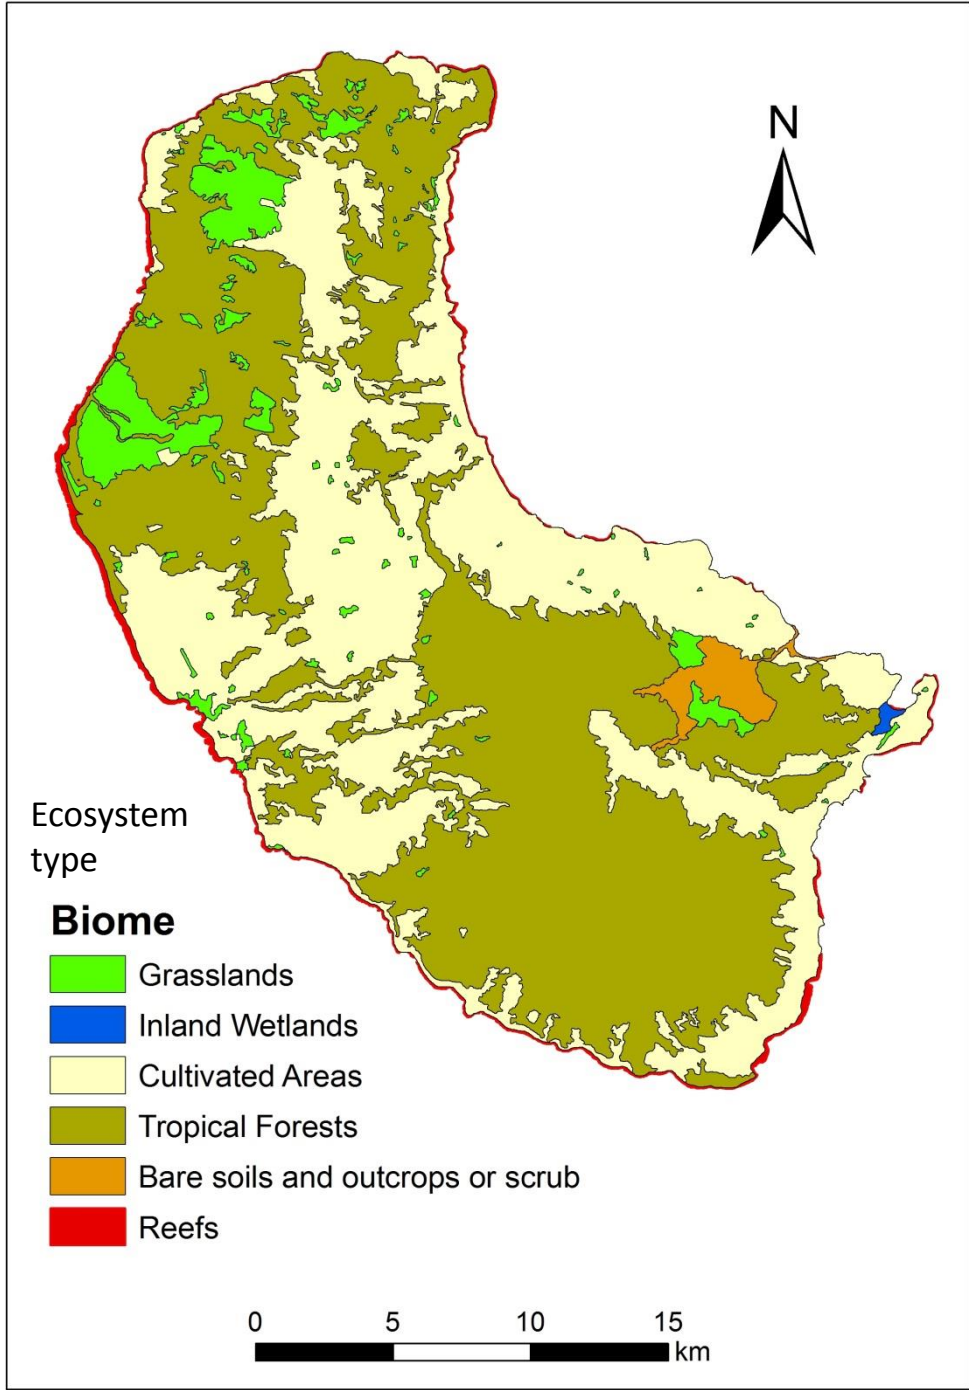 N
Ecosystem
type
Biome
Grasslands
Inland Wetlands
Cultivated Areas
Tropical Forests
Bare soils and outcrops or scrub
Reefs
0 5 10 15
km